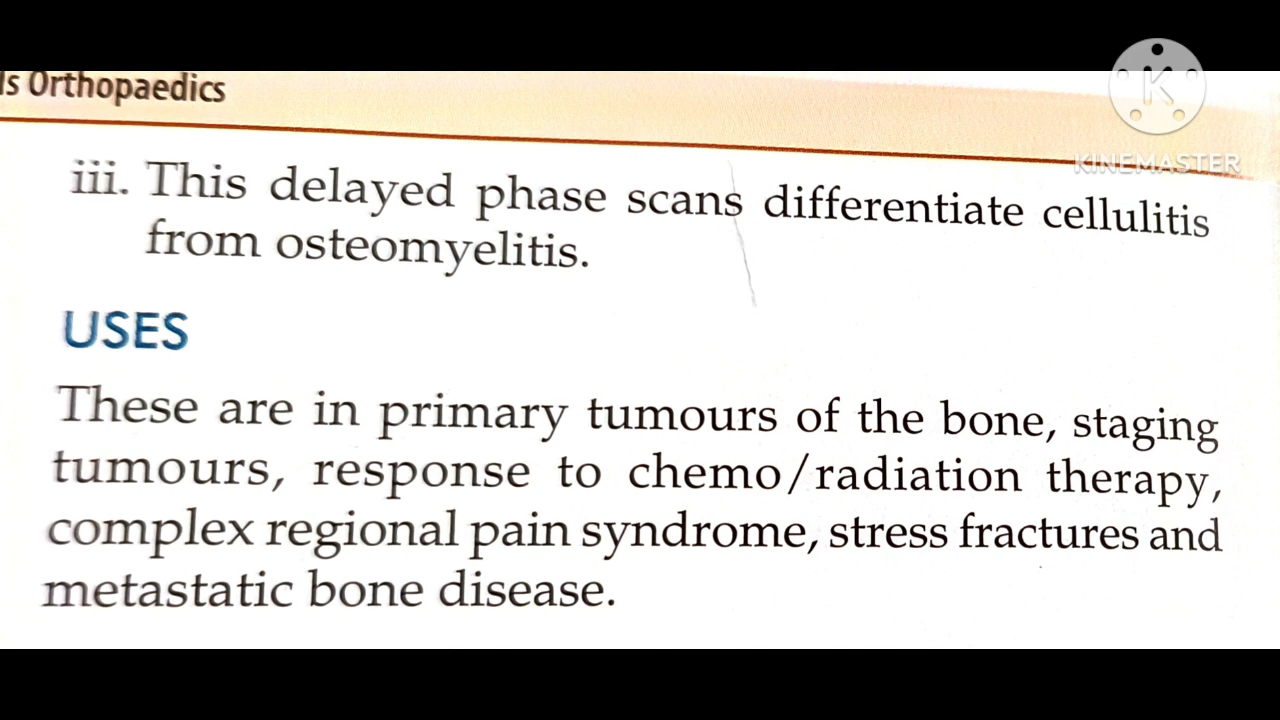 ls Orthopaedics
K
KINEMASTER
iii. This delayed phase scans differentiate cellulitis
from osteomyelitis.
USES
These are in primary tumours of the bone, staging
tumours, response to chemo/radiation therapy,
complex regional pain syndrome, stress fractures and
metastatic bone disease.